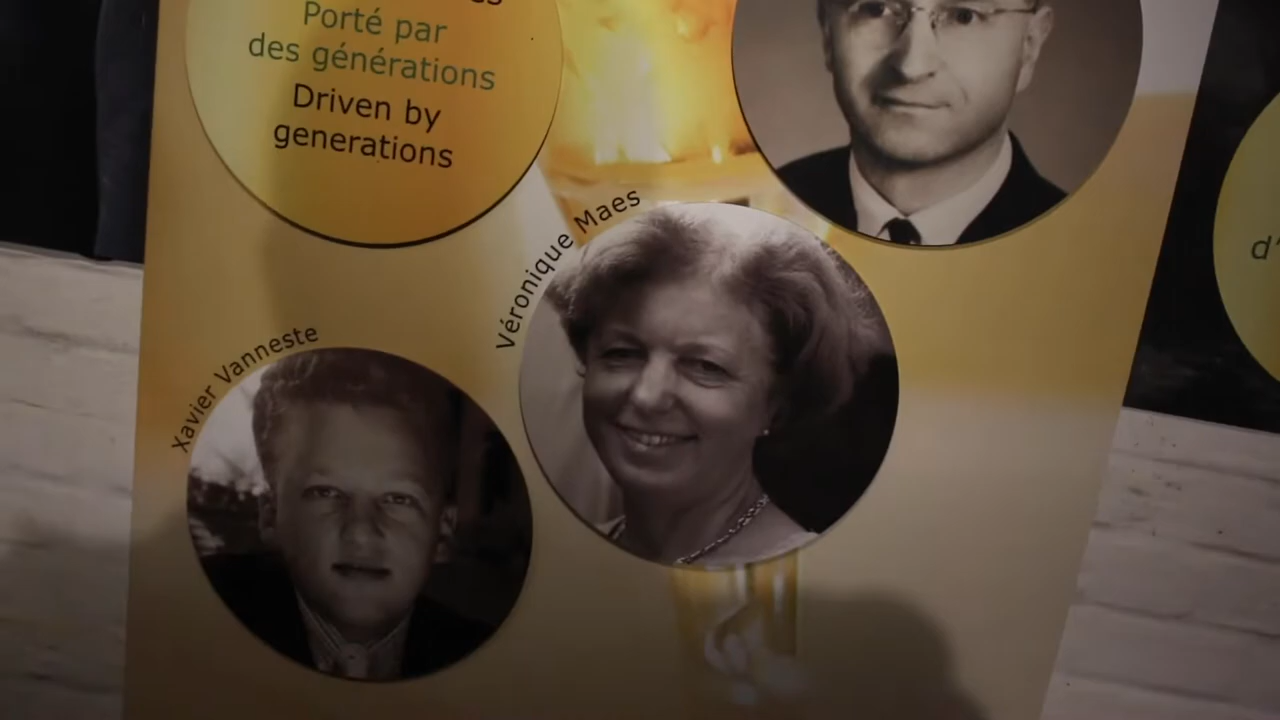 Porté par
des générations
Driven by
generations
Véronique Maes
Xavier Vanneste
d'